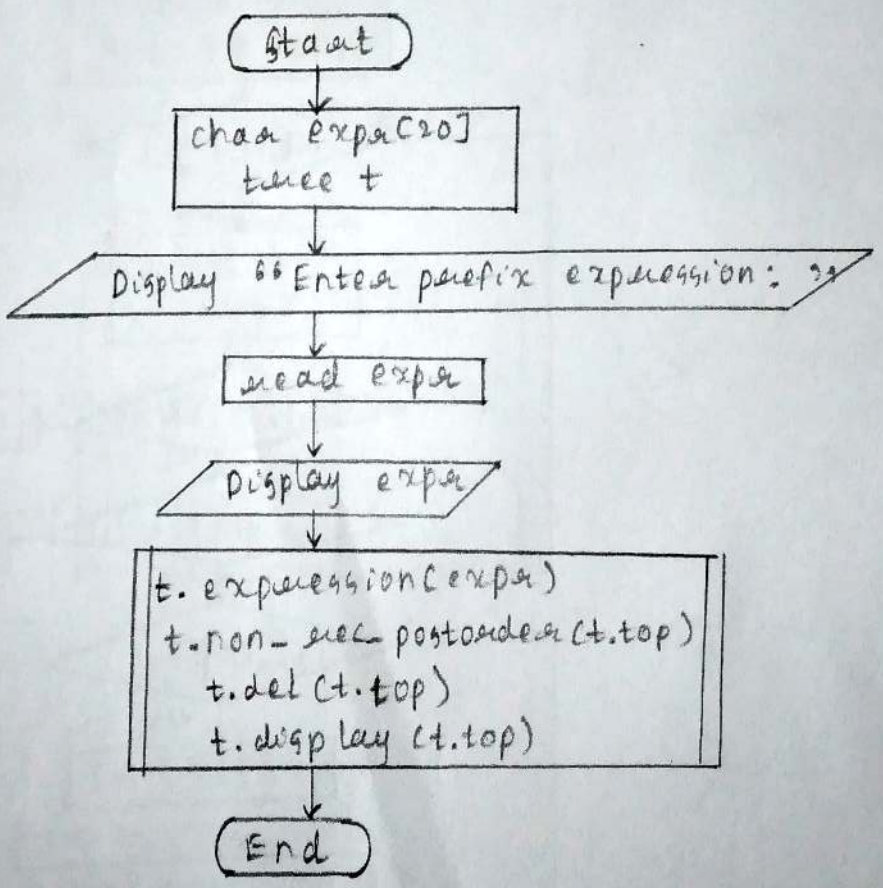 Start
char expr[20]
tree t
Display "Enter prefix expression: "
read expr
Display expr
t. expression(expr)
t.non_rec_postorder(t.top)
t.del(t.top)
t.display(t.top)
End